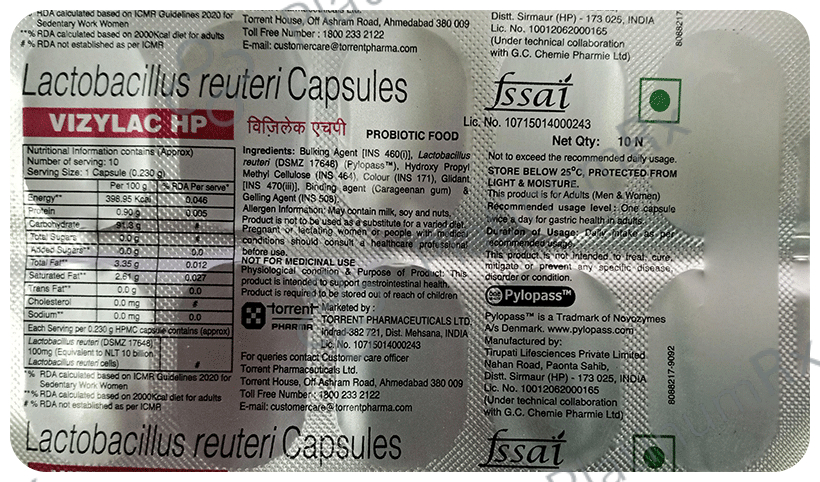 % RDA calculated based on ICMR Guidelines 2020 for
Sedentary Work Women
**% RDA calculated based on 2000Kcal diet for adults
# % RDA not established as per ICMR
Torrent House, Off Ashram Road, Ahmedabad 380 009
Toll Free Number : 1800 233 2122
E-mail: customercare@torrentpharma.com
Distt. Sirmaur (HP) - 173 025, INDIA
Lic. No. 10012062000165
(Under technical collaboration
with G.C. Chemie Pharmie Ltd)
8088217-0092
Lactobacillus reuteri Capsules
VIZYLAC HP
विज़िलेक एचपी
PROBIOTIC FOOD
fssai
Lic. No. 10715014000243
Net Qty: 10 N
Nutritional Information contains (Approx)
Number of serving: 10
Serving Size: 1 Capsule (0.230 g)
Per 100 g % RDA Per serve*
Energy** 398.95 Kcal 0.046
Protein 0.90 g 0.005
Carbohydrate 91.3 g #
Total Sugars 0.0 g #
Added Sugars** 0.0 g 0.0
Total Fat** 3.35 g 0.012
Saturated Fat** 2.61 g 0.027
Trans Fat** 0.0 g 0.0
Cholesterol 0.0 mg #
Sodium** 0.0 mg 0.0
Each Serving per 0.230 g HPMC capsule contains (approx)
Lactobacillus reuteri (DSMZ 17648)
100mg (Equivalent to NLT 10 billion
Lactobacillus reuteri cells) #
% RDA calculated based on ICMR Guidelines 2020 for
Sedentary Work Women
**% RDA calculated based on 2000Kcal diet for adults
# % RDA not established as per ICMR
Ingredients: Bulking Agent [INS 460(i)], Lactobacillus
reuteri (DSMZ 17648) (Pylopass™), Hydroxy Propyl
Methyl Cellulose (INS 464), Colour (INS 171), Glidant
[INS 470(iii)], Binding agent (Carageenan gum) &
Gelling Agent (INS 508).
Allergen Information: May contain milk, soy and nuts.
Product is not to be used as a substitute for a varied diet.
Pregnant or lactating women or people with medical
conditions should consult a healthcare professional
before use.
NOT FOR MEDICINAL USE
Physiological condition & Purpose of Product: This
product is intended to support gastrointestinal health.
Product is required to be stored out of reach of children
torrent
PHARMA
Marketed by :
TORRENT PHARMACEUTICALS LTD.
Indrad-382 721, Dist. Mehsana, INDIA
Lic. No. 10715014000243
For queries contact Customer care officer
Torrent Pharmaceuticals Ltd.
Torrent House, Off Ashram Road, Ahmedabad 380 009
Toll Free Number : 1800 233 2122
E-mail: customercare@torrentpharma.com
Not to exceed the recommended daily usage.
STORE BELOW 25°C, PROTECTED FROM
LIGHT & MOISTURE.
This product is for Adults (Men & Women)
Recommended usage level: One capsule
twice a day for gastric health in adults.
Duration of Usage: Daily intake as per
recommended usage.
This product is not intended to treat, cure,
mitigate or prevent any specific disease,
disorder or condition.
Pylopass™
Pylopass™ is a Tradmark of Novozymes
A/s Denmark. www.pylopass.com
Manufactured by:
Tirupati Lifesciences Private Limited
Nahan Road, Paonta Sahib,
Distt. Sirmaur (HP) - 173 025, INDIA
Lic. No. 10012062000165
(Under technical collaboration
with G.C. Chemie Pharmie Ltd)
8088217-0092
Lactobacillus reuteri Capsules
fssai